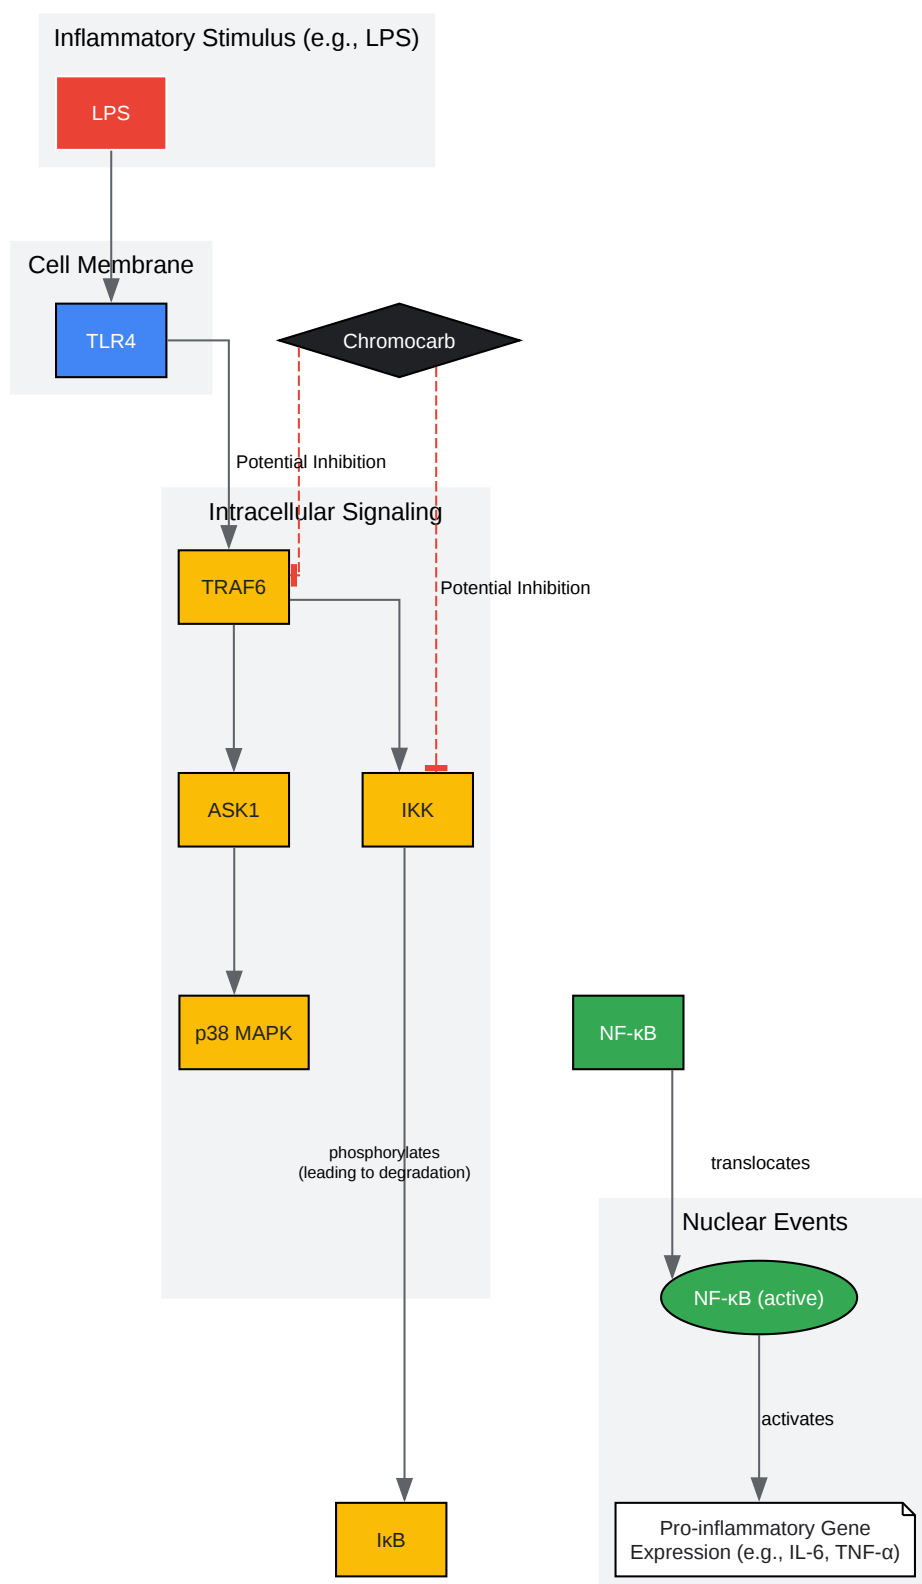 Inflammatory Stimulus (e.g., LPS)
LPS
Cell Membrane
TLR4
Chromocarb
Potential Inhibition
Intracellular Signaling
TRAF6
Potential Inhibition
ASK1
IKK
p38 MAPK
NF-κB
phosphorylates
(leading to degradation)
translocates
Nuclear Events
NF-κB (active)
activates
IκB
Pro-inflammatory Gene
Expression (e.g., IL-6, TNF-α)